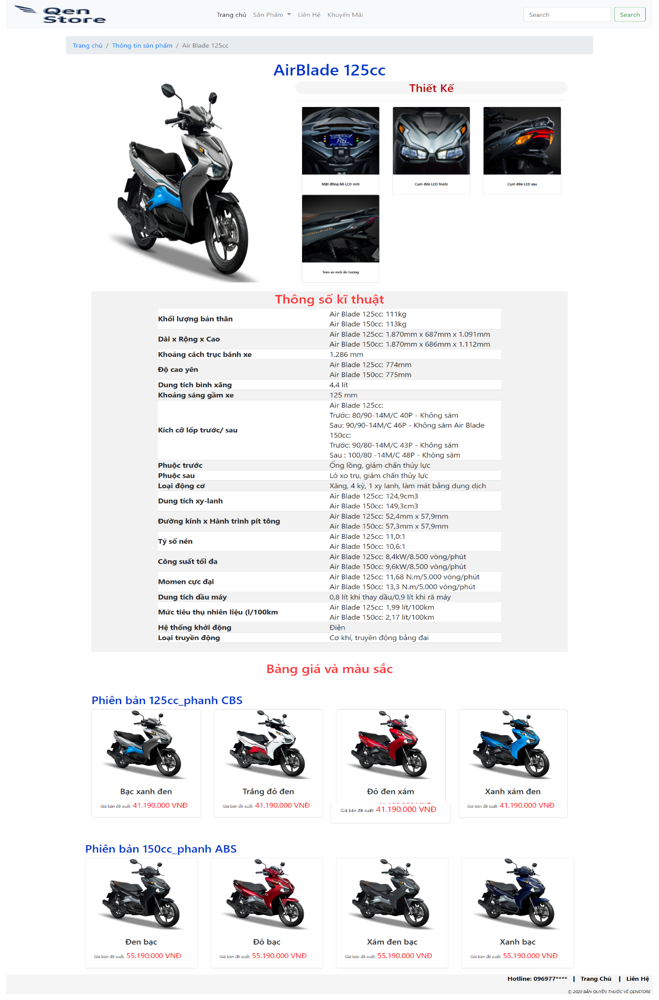 Qen
Store
Trang chủ Sản Phẩm Liên Hệ Khuyến Mãi
Search Search
Trang chủ / Thông tin sản phẩm / Air Blade 125cc
AirBlade 125cc
Thiết Kế
Mặt đồng hồ LCD mới
Cụm đèn LED trước
Cụm đèn LED sau
Tem xe mới ấn tượng
Thông số kĩ thuật
Khối lượng bản thân
Air Blade 125cc: 111kg
Air Blade 150cc: 113kg
Dài x Rộng x Cao
Air Blade 125cc: 1.870mm x 687mm x 1.091mm
Air Blade 150cc: 1.870mm x 686mm x 1.112mm
Khoảng cách trục bánh xe 1.286 mm
Độ cao yên
Air Blade 125cc: 774mm
Air Blade 150cc: 775mm
Dung tích bình xăng 4,4 lít
Khoảng sáng gầm xe 125 mm
Kích cỡ lốp trước/ sau
Air Blade 125cc:
Trước: 80/90-14M/C 40P - Không săm
Sau: 90/90-14M/C 46P - Không săm Air Blade
150cc:
Trước: 90/80-14M/C 43P - Không săm
Sau : 100/80 -14M/C 48P - Không săm
Phuộc trước Ống lồng, giảm chấn thủy lực
Phuộc sau Lò xo trụ, giảm chấn thủy lực
Loại động cơ Xăng, 4 kỳ, 1 xy lanh, làm mát bằng dung dịch
Dung tích xy-lanh
Air Blade 125cc: 124,9cm3
Air Blade 150cc: 149,3cm3
Đường kính x Hành trình pít tông
Air Blade 125cc: 52,4mm x 57,9mm
Air Blade 150cc: 57,3mm x 57,9mm
Tỷ số nén
Air Blade 125cc: 11,0:1
Air Blade 150cc: 10,6:1
Công suất tối đa
Air Blade 125cc: 8,4kW/8.500 vòng/phút
Air Blade 150cc: 9,6kW/8.500 vòng/phút
Momen cực đại
Air Blade 125cc: 11,68 N.m/5.000 vòng/phút
Air Blade 150cc: 13,3 N.m/5.000 vòng/phút
Dung tích dầu máy 0,8 lít khi thay dầu/0,9 lít khi rã máy
Mức tiêu thụ nhiên liệu (l/100km
Air Blade 125cc: 1,99 lít/100km
Air Blade 150cc: 2,17 lít/100km
Hệ thống khởi động Điện
Loại truyền động Cơ khí, truyền động bằng đai
Bảng giá và màu sắc
Phiên bản 125cc_phanh CBS
Bạc xanh đen
Giá bán đề xuất: 41.190.000 VNĐ
Trắng đỏ đen
Giá bán đề xuất: 41.190.000 VNĐ
Đỏ đen xám
Giá bán đề xuất: 41.190.000 VNĐ
Xanh xám đen
Giá bán đề xuất: 41.190.000 VNĐ
Phiên bản 150cc_phanh ABS
Đen bạc
Giá bán đề xuất: 55.190.000 VNĐ
Đỏ bạc
Giá bán đề xuất: 55.190.000 VNĐ
Xám đen bạc
Giá bán đề xuất: 55.190.000 VNĐ
Xanh bạc
Giá bán đề xuất: 55.190.000 VNĐ
Hotline: 096977**** | Trang Chủ | Liên Hệ
© 2020 BẢN QUYỀN THUỘC VỀ QENSTORE